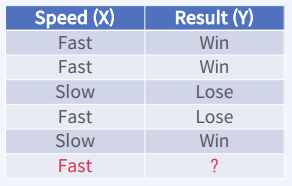 Speed (X) Result (Y)
Fast Win
Fast Win
Slow Lose
Fast Lose
Slow Win
Fast ?